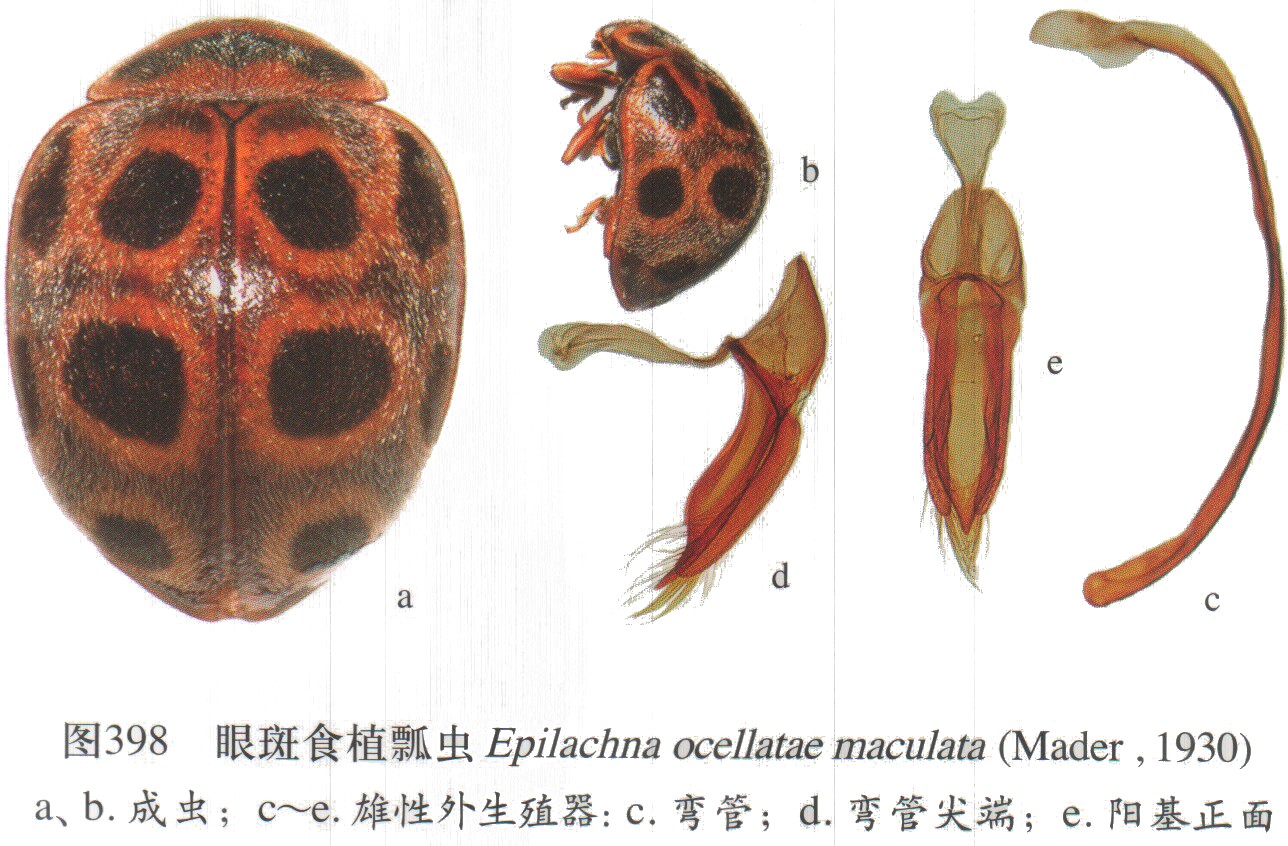 a
b
c
d
e
图398 眼斑食植瓢虫 Epilachna ocellatae maculata (Mader , 1930)
a、b. 成虫；c～e. 雄性外生殖器: c. 弯管；d. 弯管尖端；e. 阳基正面